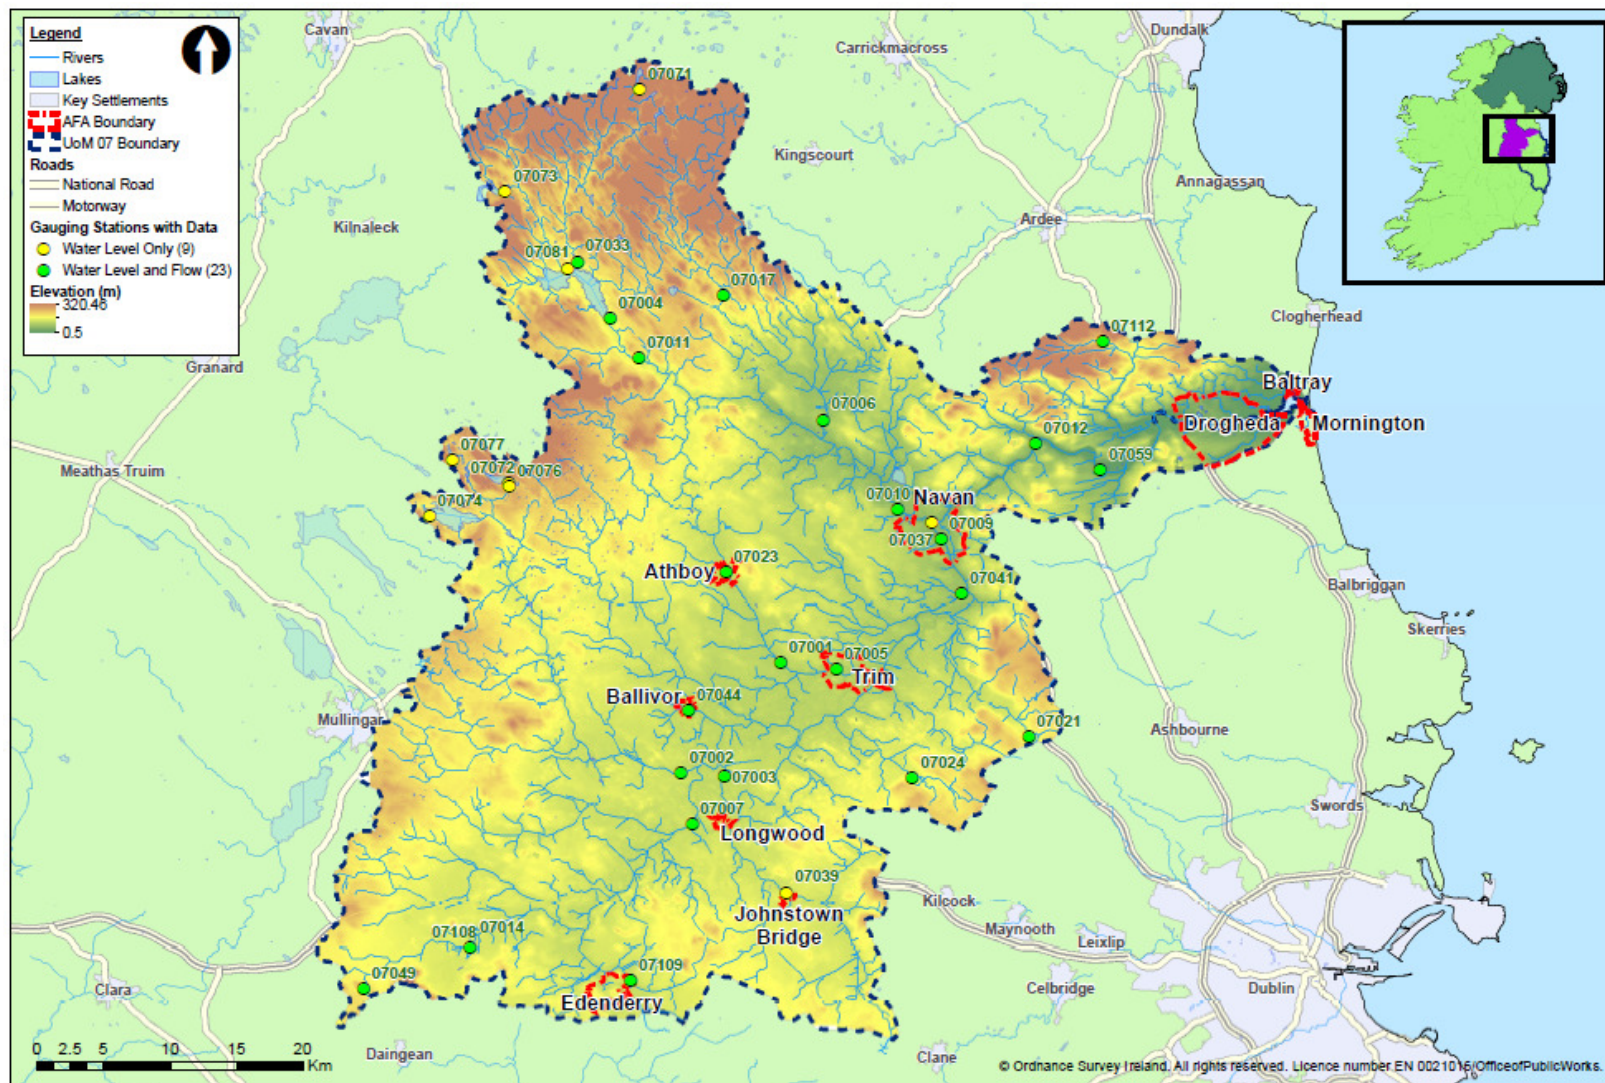 Legend
Rivers
Lakes
Key Settlements
AFA Boundary
UoM 07 Boundary
Roads
National Road
Motorway
Gauging Stations with Data
Water Level Only (9)
Water Level and Flow (23)
Elevation (m)
320.46
0.5
Cavan
Carrickmacross
Dundalk
07071
Kingscourt
07073
Annagassan
Ardee
Kilnaleck
07033
07081
07017
07004
Clogherhead
07112
07011
Granard
Baltray
07006
Drogheda
Mornington
07012
07077
07059
Meathas Truim
07072
07076
07074
07010
Navan
07009
07037
07023
Athboy
07041
Balbriggan
Skerries
07001
07005
Trim
Ballivor
07044
Mullingar
07021
Ashbourne
07002
07003
07024
Swords
07007
Longwood
07039
Kilcock
Johnstown
Bridge
Maynooth
Leixlip
07108
07014
07109
07049
Clara
Edenderry
Celbridge
Dublin
Daingean
Clane
0 2.5 5 10 15 20
Km
© Ordnance Survey Ireland. All rights reserved. Licence number EN 0021016/OfficeofPublicWorks.